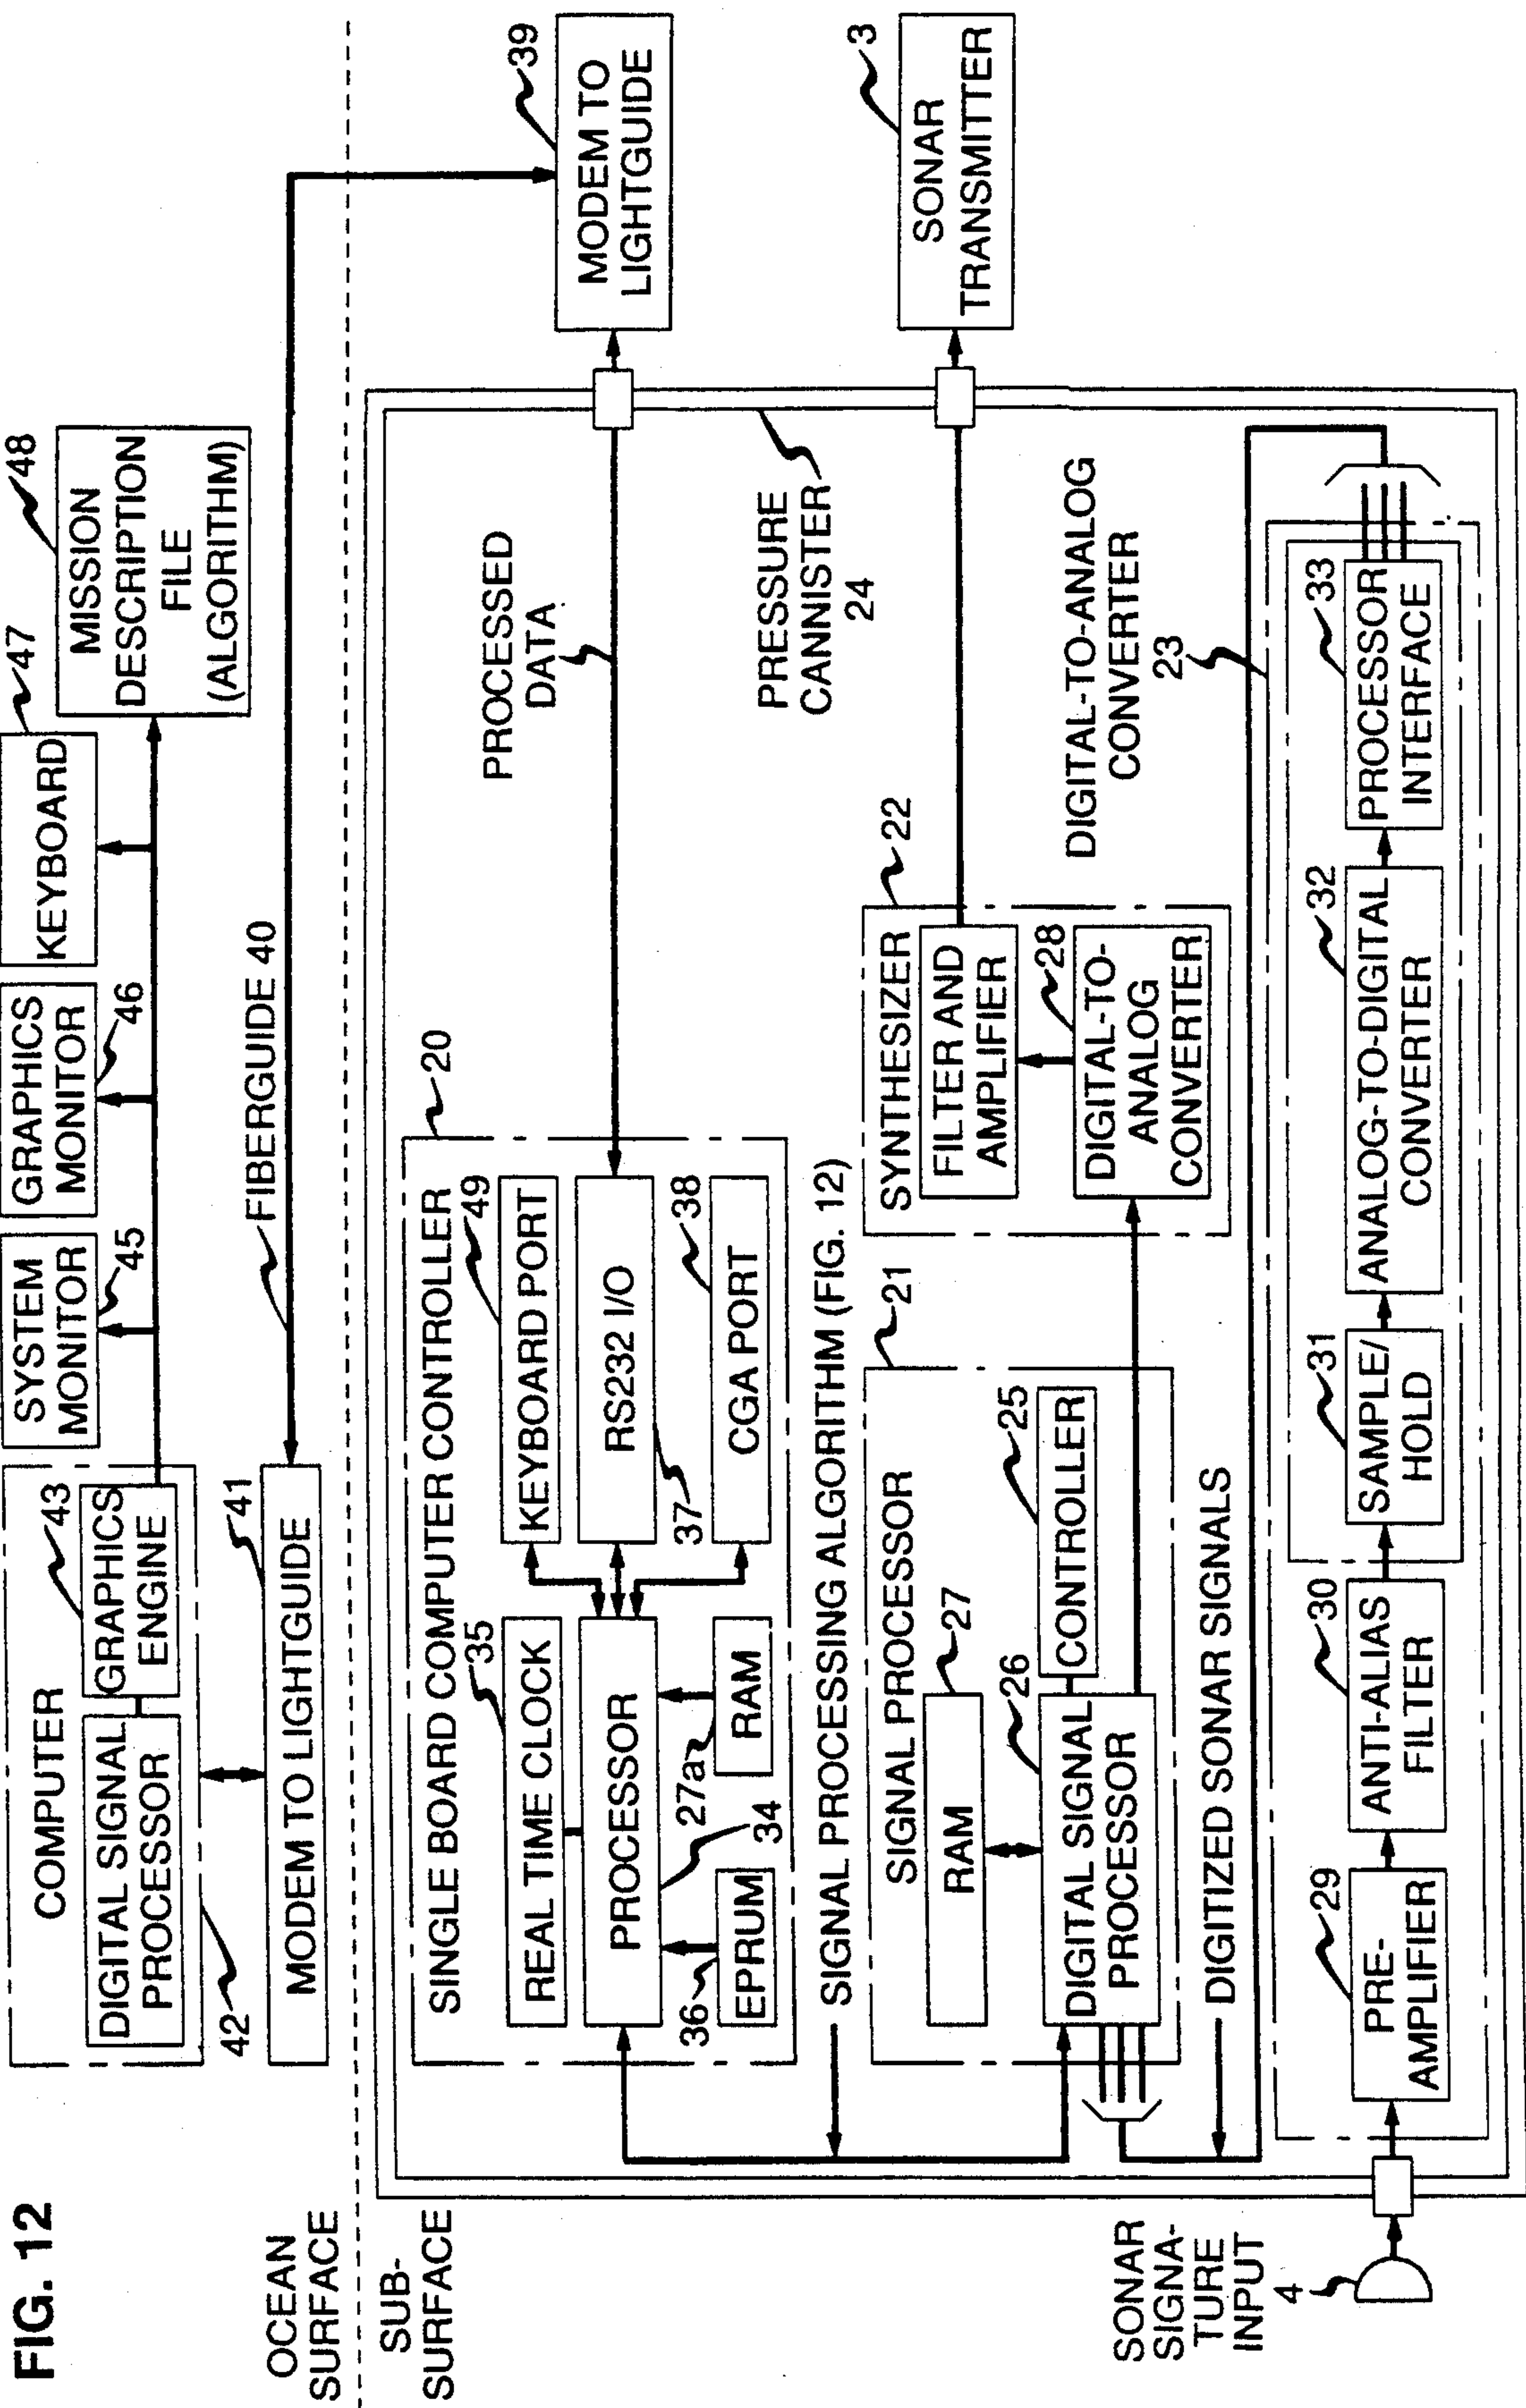 FIG. 12
COMPUTER
DIGITAL SIGNAL
PROCESSOR
42
43
GRAPHICS
ENGINE
SYSTEM
MONITOR
45
GRAPHICS
MONITOR
46
KEYBOARD
47
MISSION
DESCRIPTION
FILE
(ALGORITHM)
48
MODEM TO LIGHTGUIDE
41
FIBERGUIDE 40
OCEAN
SURFACE
SUB-
SURFACE
MODEM TO
LIGHTGUIDE
39
SINGLE BOARD COMPUTER CONTROLLER
20
REAL TIME CLOCK
35
PROCESSOR
34
EPRUM
36
RAM
27a
KEYBOARD PORT
49
RS232 I/O
37
CGA PORT
38
PROCESSED
DATA
PRESSURE
CANNISTER
24
SONAR
TRANSMITTER
3
SIGNAL PROCESSING ALGORITHM (FIG. 12)
SIGNAL PROCESSOR
21
RAM
27
DIGITAL SIGNAL
PROCESSOR
26
CONTROLLER
25
SYNTHESIZER
22
FILTER AND
AMPLIFIER
DIGITAL-TO-
ANALOG
CONVERTER
28
DIGITAL-TO-ANALOG
CONVERTER
23
DIGITIZED SONAR SIGNALS
SONAR
SIGNA-
TURE
INPUT
4
PRE-
AMPLIFIER
29
ANTI-ALIAS
FILTER
30
SAMPLE/
HOLD
31
ANALOG-TO-DIGITAL
CONVERTER
32
PROCESSOR
INTERFACE
33